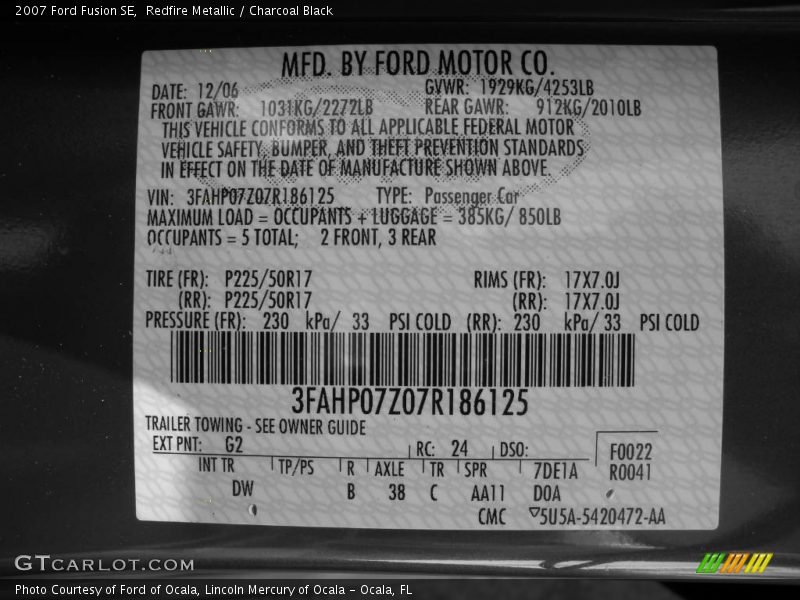 2007 Ford Fusion SE, Redfire Metallic / Charcoal Black
MFD. BY FORD MOTOR CO.
DATE: 12/06 GVWR: 1929KG/4253LB
FRONT GAWR: 1031KG/2272LB REAR GAWR: 912KG/2010LB
THIS VEHICLE CONFORMS TO ALL APPLICABLE FEDERAL MOTOR
VEHICLE SAFETY, BUMPER, AND THEFT PREVENTION STANDARDS
IN EFFECT ON THE DATE OF MANUFACTURE SHOWN ABOVE.
VIN: 3FAHP07Z07R186125 TYPE: Passenger Car
MAXIMUM LOAD = OCCUPANTS + LUGGAGE = 385KG/ 850LB
OCCUPANTS = 5 TOTAL; 2 FRONT, 3 REAR
TIRE (FR): P225/50R17 RIMS (FR): 17X7.0J
(RR): P225/50R17 (RR): 17X7.0J
PRESSURE (FR): 230 kPa/ 33 PSI COLD (RR): 230 kPa/ 33 PSI COLD
3FAHP07Z07R186125
TRAILER TOWING - SEE OWNER GUIDE
EXT PNT: G2 RC: 24 DSO: F0022
INT TR TP/PS R AXLE TR SPR 7DE1A R0041
DW B 38 C AA11 D0A
CMC ▽5U5A-5420472-AA
GTCARLOT.COM
Photo Courtesy of Ford of Ocala, Lincoln Mercury of Ocala - Ocala, FL